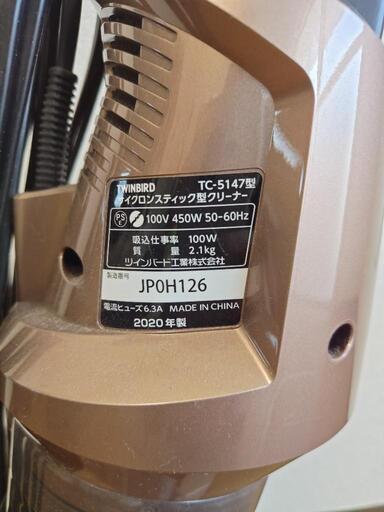 TWINBIRD TC-5147型
サイクロンスティック型クリーナー
PS E 100V 450W 50-60Hz
吸込仕事率 100W
質量 2.1kg
ツインバード工業株式会社
製造番号
JP0H126
電流ヒューズ6.3A MADE IN CHINA
2020年製